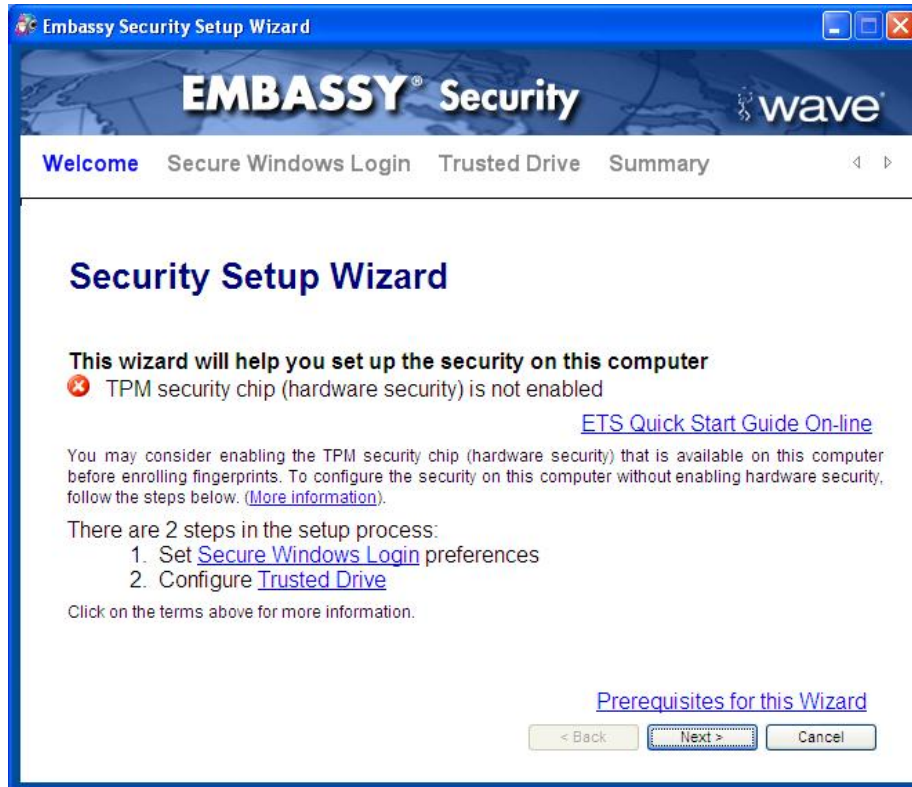 Embassy Security Setup Wizard
EMBASSY® Security
wave
Welcome Secure Windows Login Trusted Drive Summary
Security Setup Wizard
This wizard will help you set up the security on this computer
TPM security chip (hardware security) is not enabled
ETS Quick Start Guide On-line
You may consider enabling the TPM security chip (hardware security) that is available on this computer
before enrolling fingerprints. To configure the security on this computer without enabling hardware security,
follow the steps below. (More information).
There are 2 steps in the setup process:
1. Set Secure Windows Login preferences
2. Configure Trusted Drive
Click on the terms above for more information.
Prerequisites for this Wizard
< Back Next > Cancel